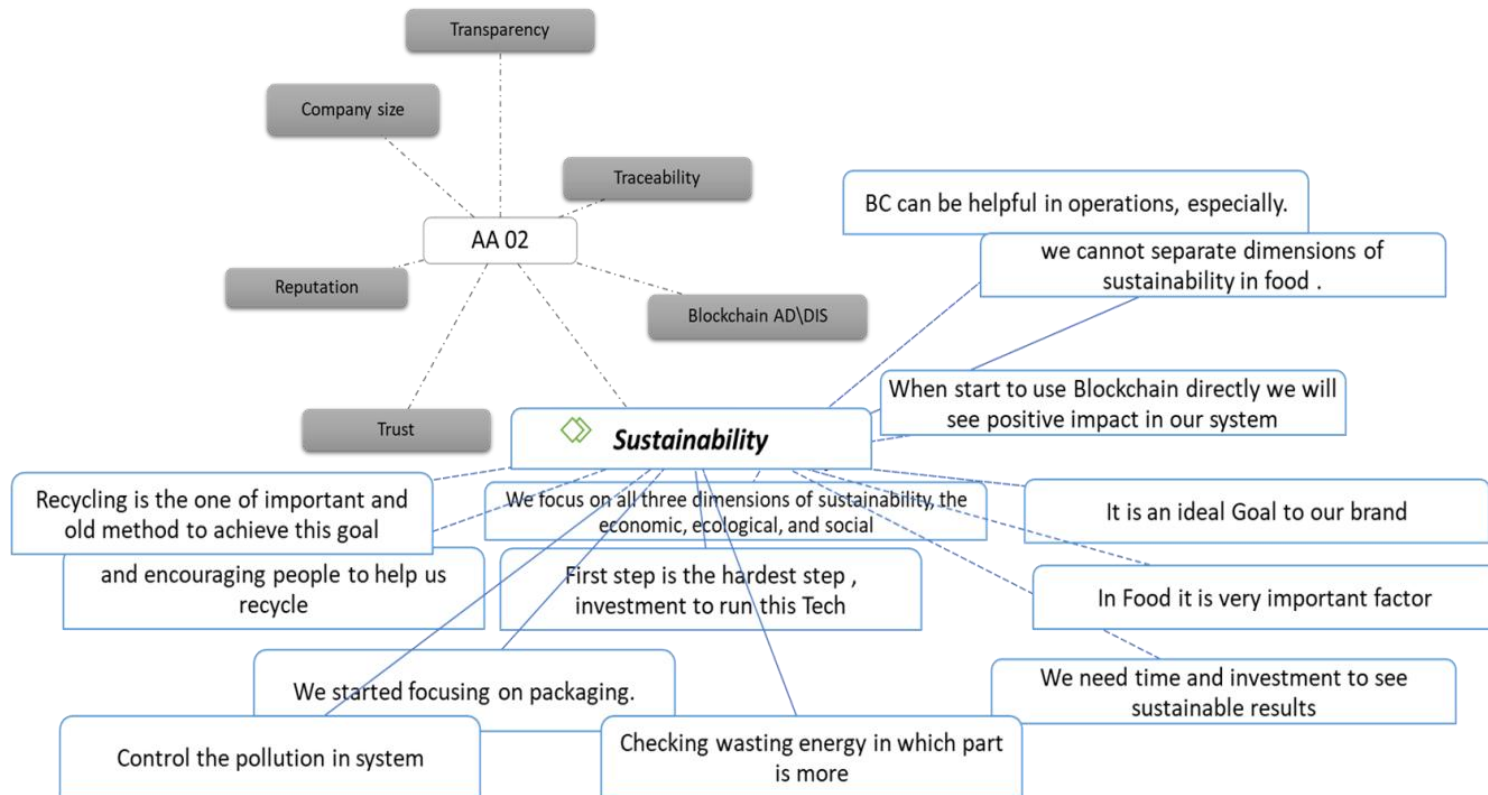 Transparency
Company size
Traceability
AA 02
Reputation
Blockchain AD\DIS
Trust
BC can be helpful in operations, especially.
we cannot separate dimensions of
sustainability in food .
When start to use Blockchain directly we will
see positive impact in our system
Sustainability
Recycling is the one of important and
old method to achieve this goal
and encouraging people to help us
recycle
We focus on all three dimensions of sustainability, the
economic, ecological, and social
First step is the hardest step ,
investment to run this Tech
It is an ideal Goal to our brand
In Food it is very important factor
We need time and investment to see
sustainable results
We started focusing on packaging.
Control the pollution in system
Checking wasting energy in which part
is more